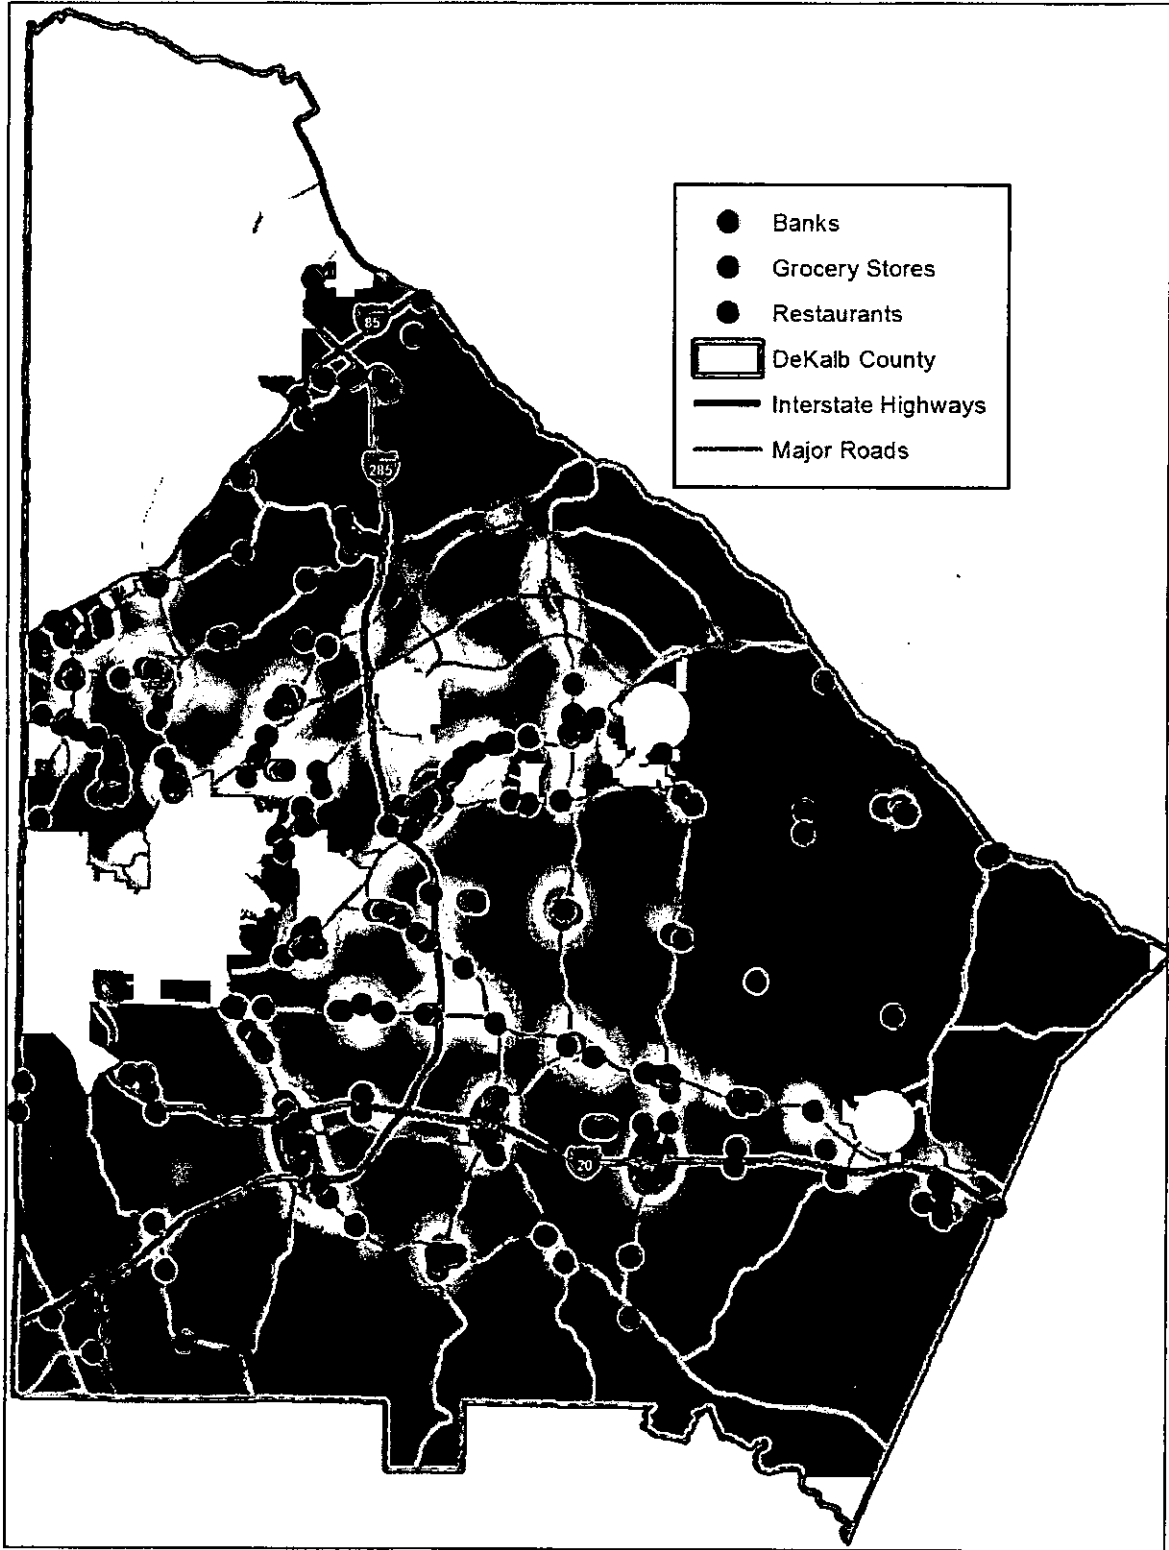 Banks
Grocery Stores
Restaurants
DeKalb County
Interstate Highways
Major Roads
85
285
20